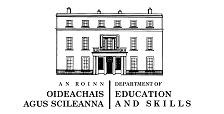 AN ROINN
OIDEACHAIS
AGUS SCILEANNA
DEPARTMENT OF
EDUCATION
AND SKILLS